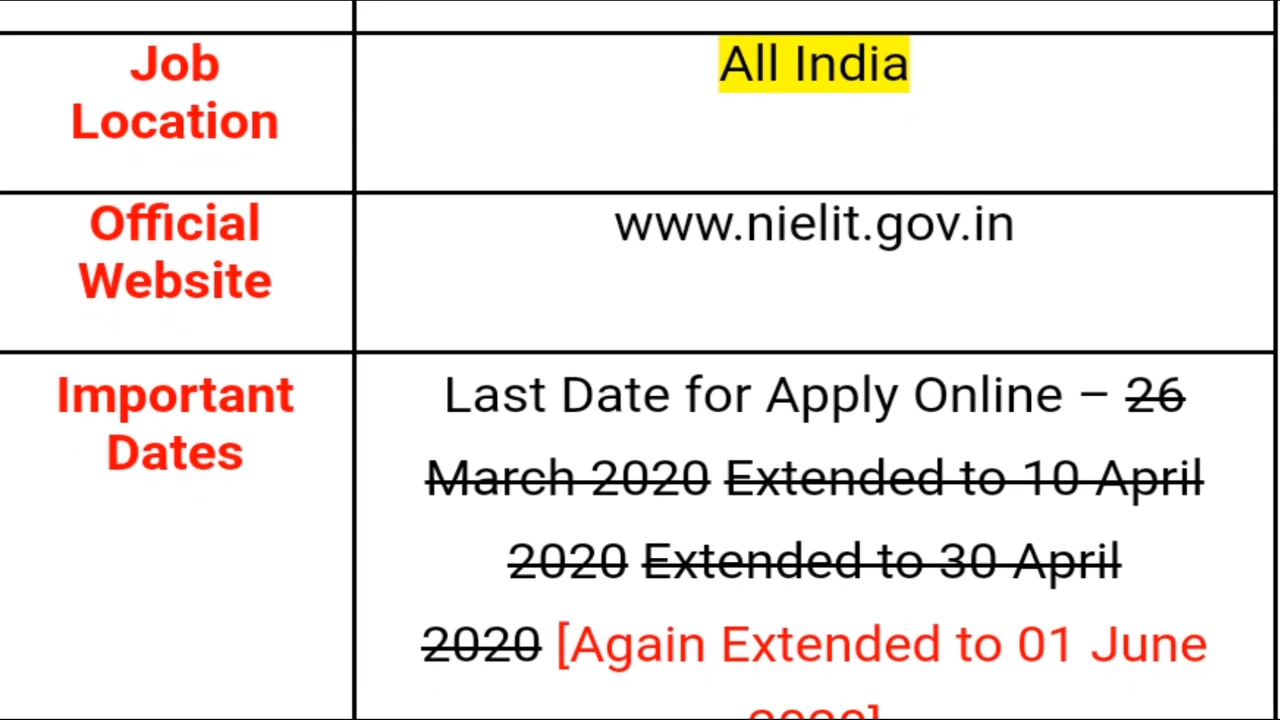 Job
Location
All India
Official
Website
www.nielit.gov.in
Important
Dates
Last Date for Apply Online – 26
March 2020 Extended to 10 April
2020 Extended to 30 April
2020 [Again Extended to 01 June